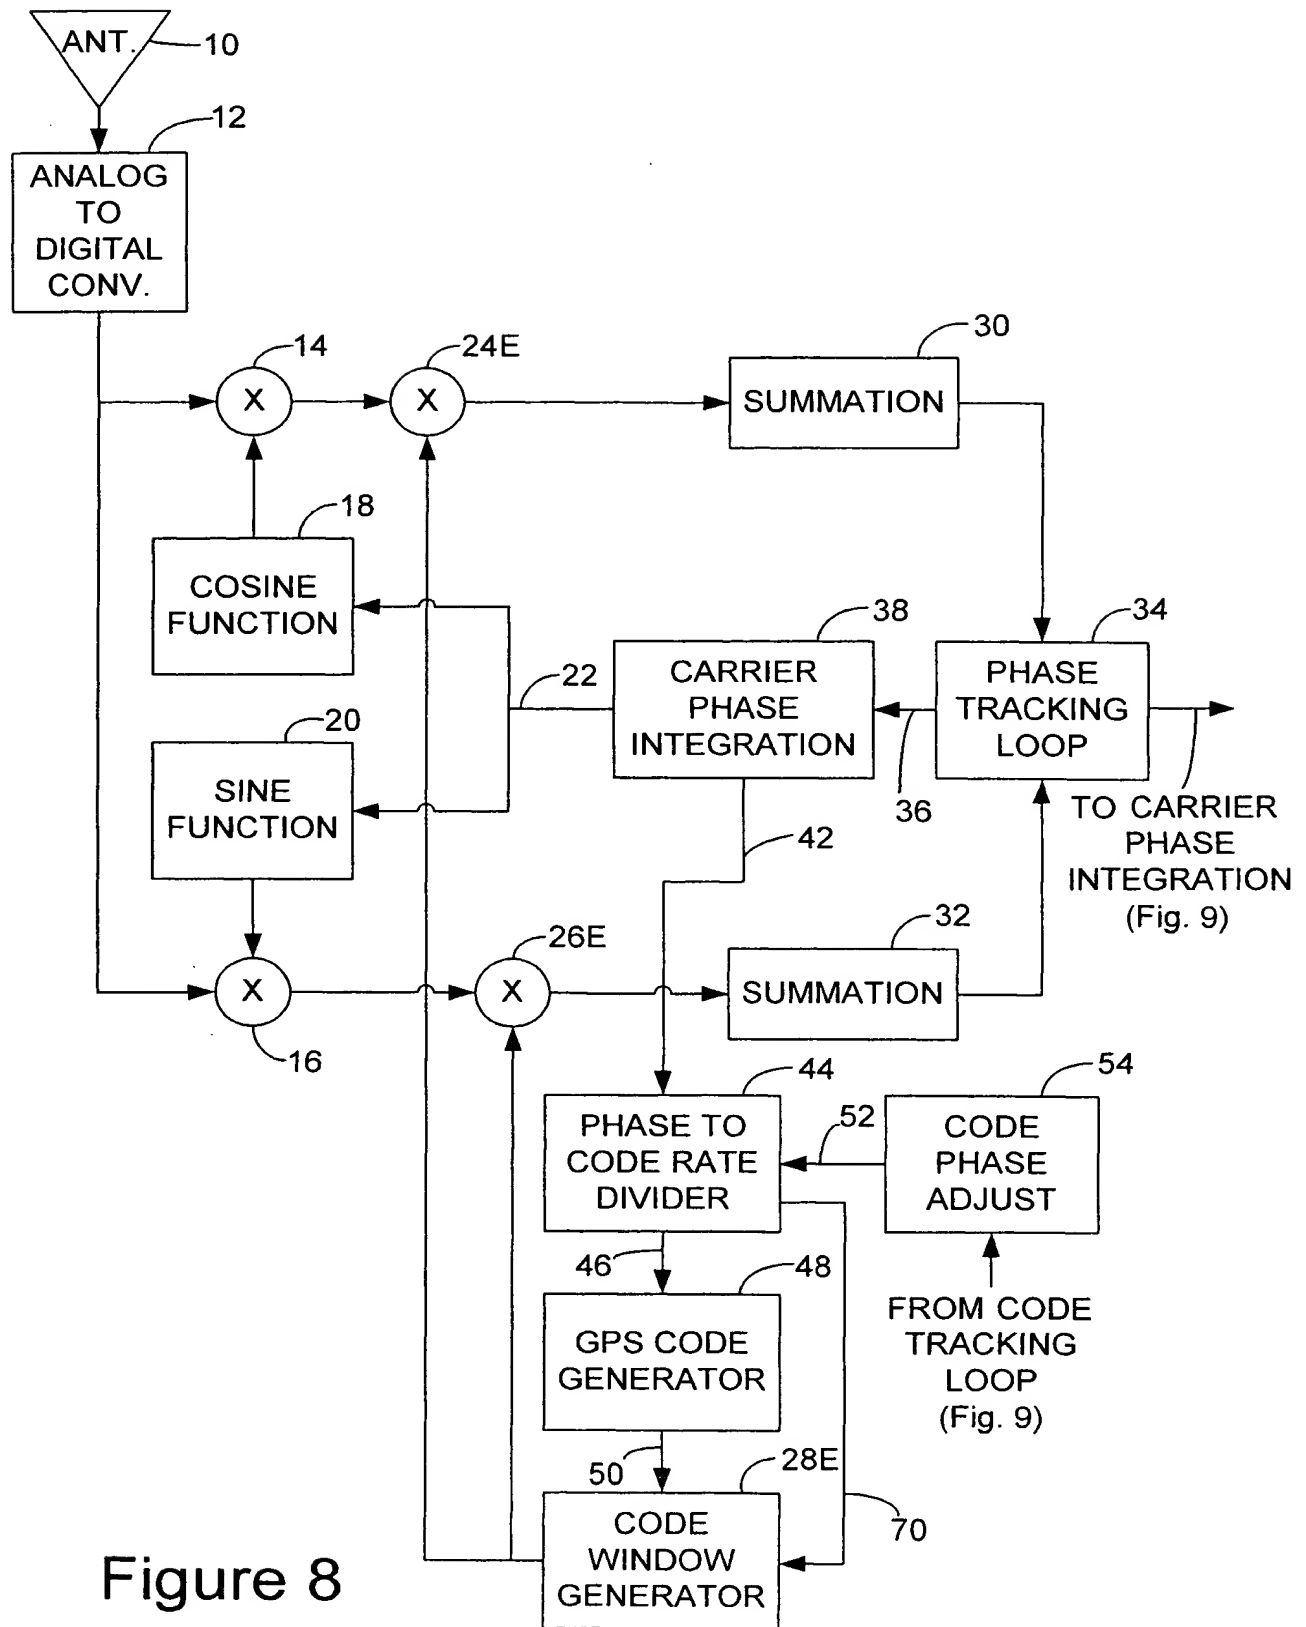 ANT.
10
12
ANALOG
TO
DIGITAL
CONV.
14
24E
30
X
X
SUMMATION
18
COSINE
FUNCTION
38
34
22
CARRIER
PHASE
INTEGRATION
PHASE
TRACKING
LOOP
36
20
SINE
FUNCTION
42
TO CARRIER
PHASE
INTEGRATION
(Fig. 9)
26E
32
X
X
SUMMATION
16
44
54
PHASE TO
CODE RATE
DIVIDER
52
CODE
PHASE
ADJUST
46
48
GPS CODE
GENERATOR
FROM CODE
TRACKING
LOOP
(Fig. 9)
50
28E
70
CODE
WINDOW
GENERATOR
Figure 8